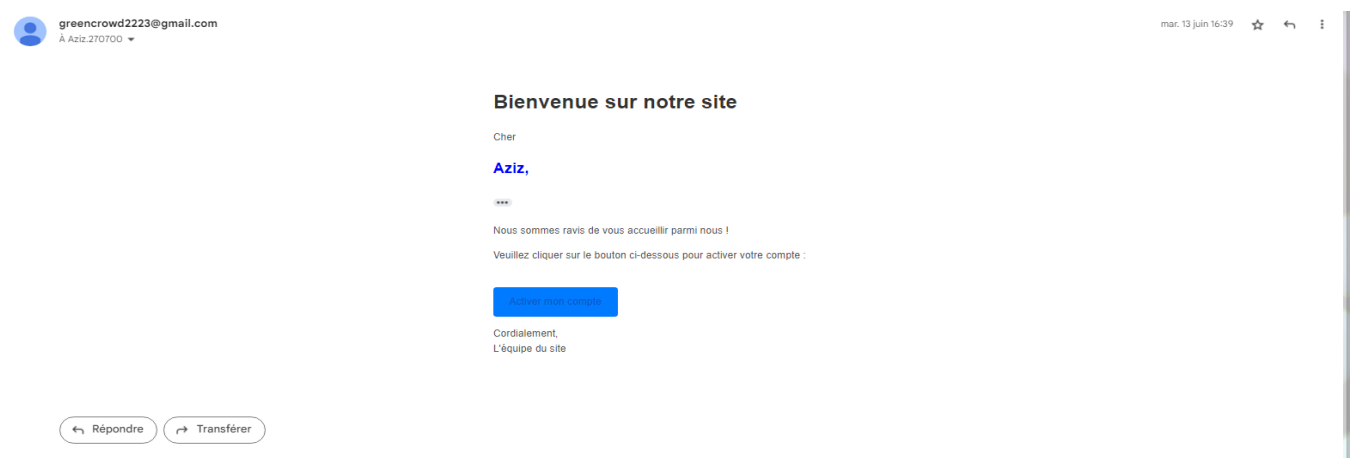 greencrowd2223@gmail.com
mar. 13 juin 16:39
À Aziz.270700
Bienvenue sur notre site
Cher
Aziz,
Nous sommes ravis de vous accueillir parmi nous !
Veuillez cliquer sur le bouton ci-dessous pour activer votre compte :
Activer mon compte
Cordialement,
L'équipe du site
Répondre
Transférer